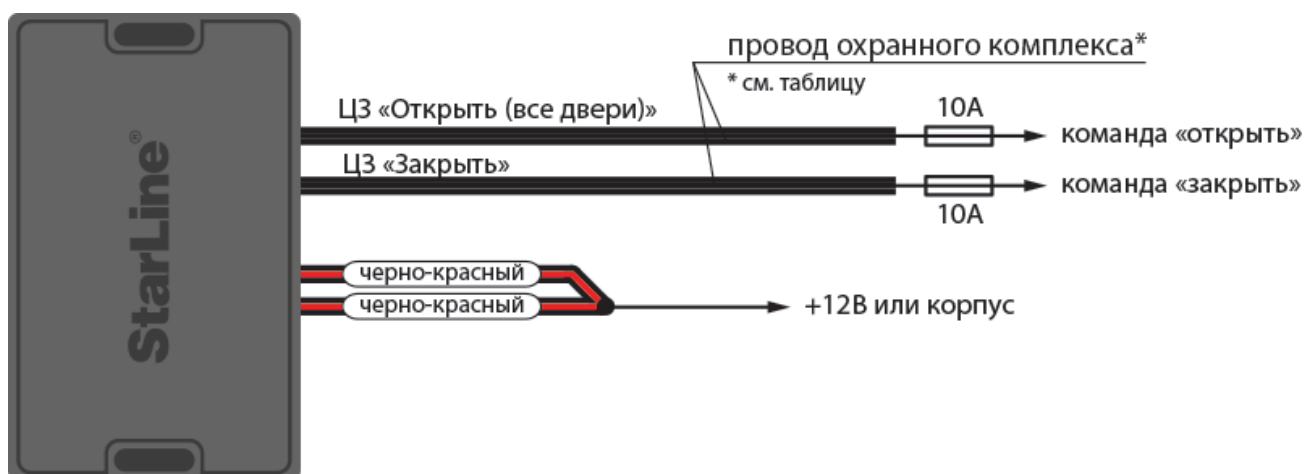 StarLine®
провод охранного комплекса*
* см. таблицу
ЦЗ «Открыть (все двери)»
10А
команда «открыть»
ЦЗ «Закрыть»
команда «закрыть»
10А
черно-красный
черно-красный
+12В или корпус